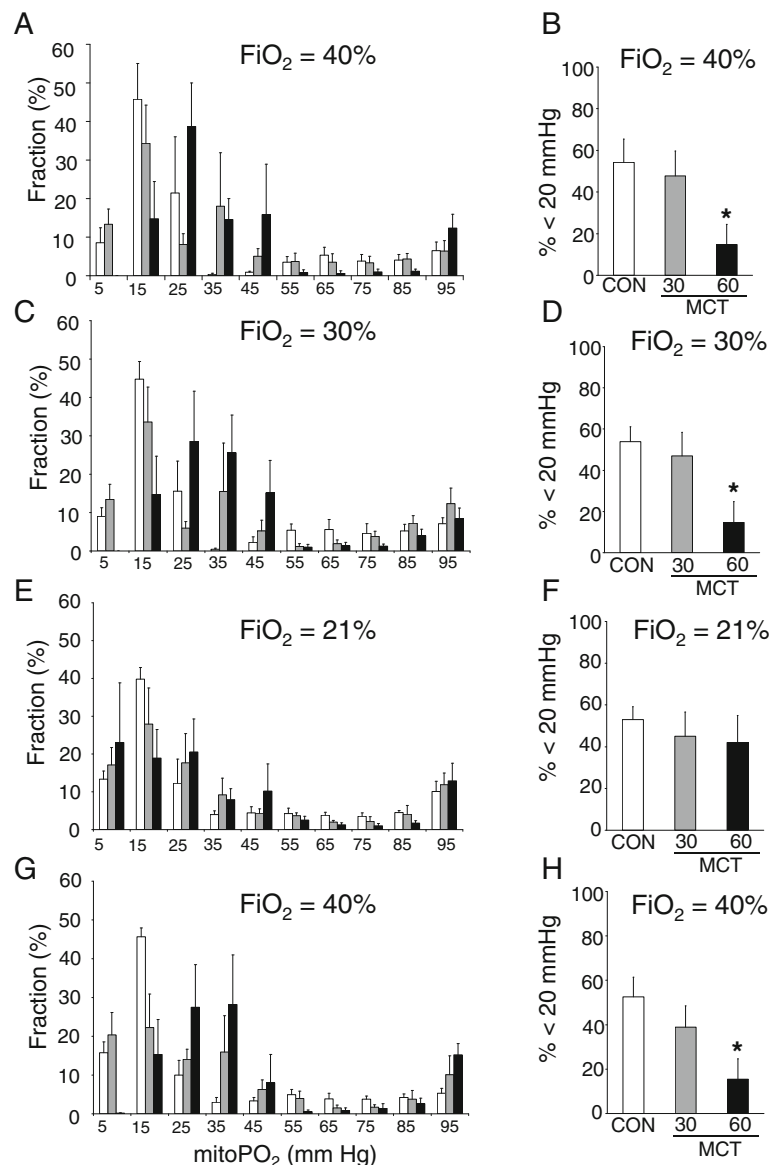 A
FiO2 = 40%
Fraction (%)
60
50
40
30
20
10
0
5 15 25 35 45 55 65 75 85 95
B
FiO2 = 40%
% < 20 mmHg
100
80
60
40
20
0
*
CON 30 60
MCT
C
FiO2 = 30%
Fraction (%)
60
50
40
30
20
10
0
5 15 25 35 45 55 65 75 85 95
D
FiO2 = 30%
% < 20 mmHg
100
80
60
40
20
0
*
CON 30 60
MCT
E
FiO2 = 21%
Fraction (%)
60
50
40
30
20
10
0
5 15 25 35 45 55 65 75 85 95
F
FiO2 = 21%
% < 20 mmHg
100
80
60
40
20
0
CON 30 60
MCT
G
FiO2 = 40%
Fraction (%)
60
50
40
30
20
10
0
5 15 25 35 45 55 65 75 85 95
mitoPO2 (mm Hg)
H
FiO2 = 40%
% < 20 mmHg
100
80
60
40
20
0
*
CON 30 60
MCT